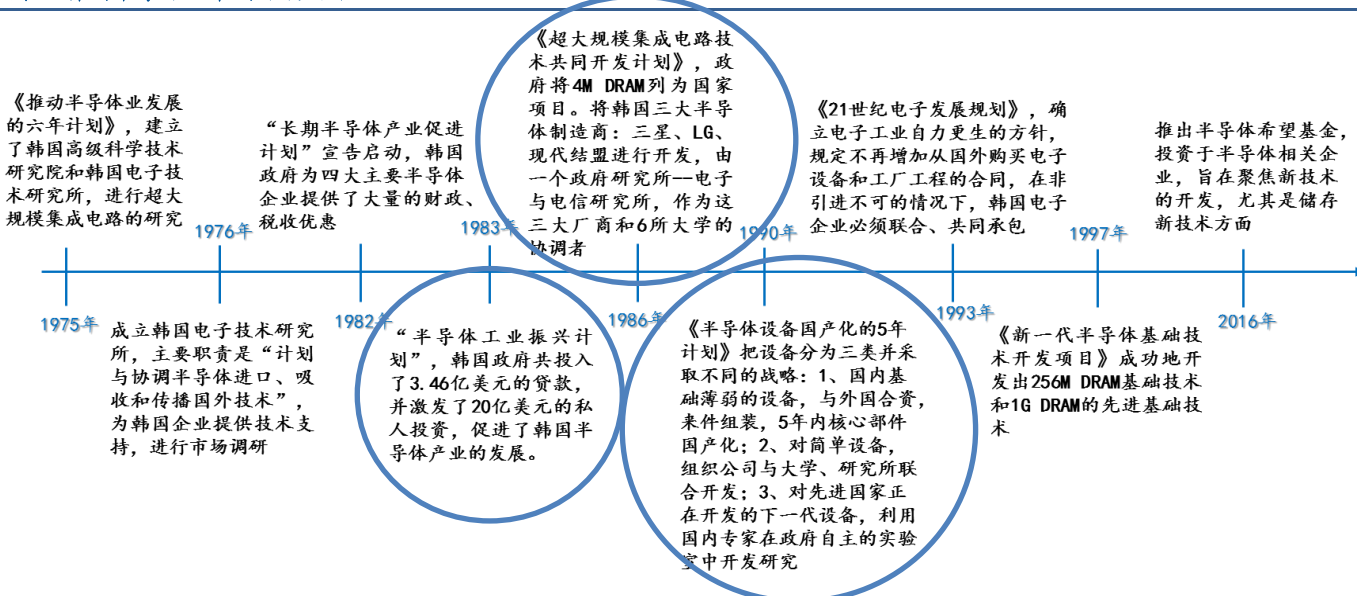 《推动半导体业发展
的六年计划》，建立
了韩国高级科学技术
研究院和韩国电子技
术研究所，进行超大
规模集成电路的研究
1975年
1976年
成立韩国电子技术研究
所，主要职责是“计划
与协调半导体进口、吸
收和传播国外技术”，
为韩国企业提供技术支
持，进行市场调研
“长期半导体产业促进
计划”宣告启动，韩国
政府为四大主要半导体
企业提供了大量的财政、
税收优惠
1982年
1983年
“半导体工业振兴计
划”，韩国政府共投入
了3.46亿美元的贷款，
并激发了20亿美元的私
人投资，促进了韩国半
导体产业的发展。
《超大规模集成电路技
术共同开发计划》，政
府将4M DRAM列为国家
项目。将韩国三大半导
体制造商：三星、LG、
现代结盟进行开发，由
一个政府研究所——电子
与电信研究所，作为这
三大厂商和6所大学的
协调者
1986年
1990年
《半导体设备国产化的5年
计划》把设备分为三类并采
取不同的战略：1、国内基
础薄弱的设备，与外国合资，
来件组装，5年内核心部件
国产化；2、对简单设备，
组织公司与大学、研究所联
合开发；3、对先进国家正
在开发的下一代设备，利用
国内专家在政府自主的实验
室中开发研究
《21世纪电子发展规划》，确
立电子工业自力更生的方针，
规定不再增加从国外购买电子
设备和工厂工程的合同，在非
引进不可的情况下，韩国电子
企业必须联合、共同承包
1993年
1997年
《新一代半导体基础技
术开发项目》成功地开
发出256M DRAM基础技术
和1G DRAM的先进基础技
术
推出半导体希望基金，
投资于半导体相关企
业，旨在聚焦新技术
的开发，尤其是储存
新技术方面
2016年